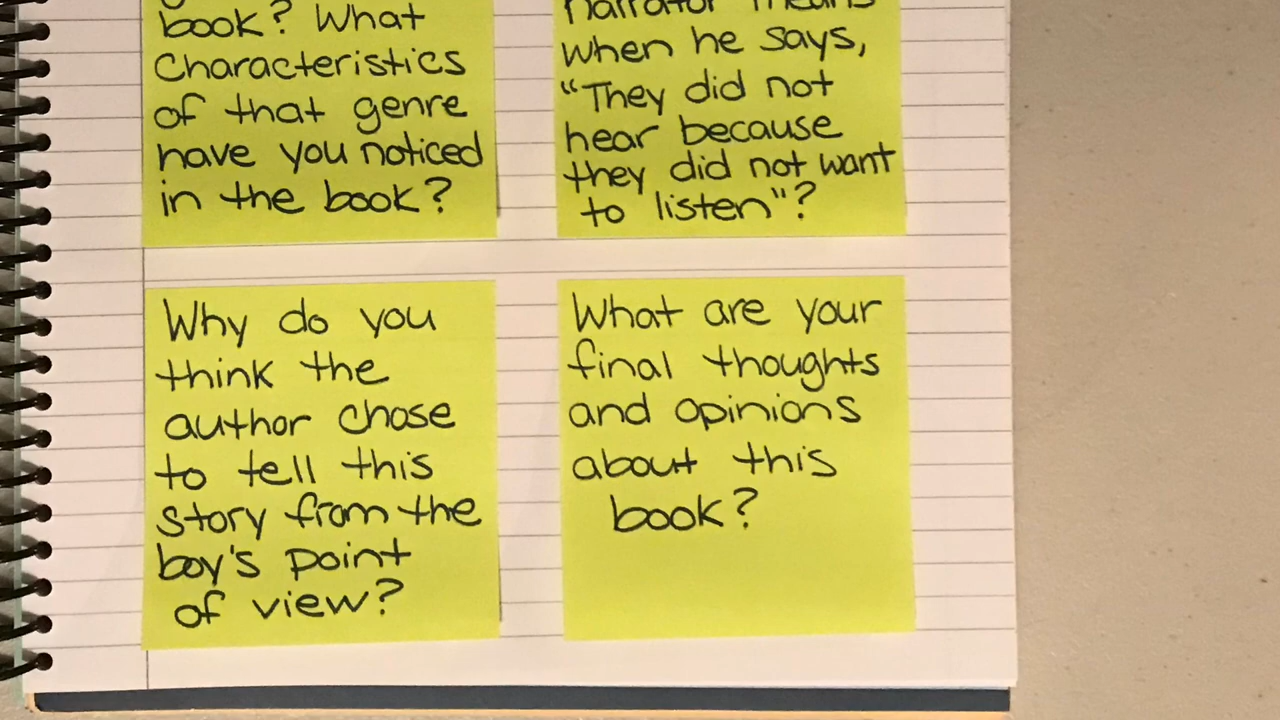 book? What
characteristics
of that genre
have you noticed
in the book?
narrator means
when he says,
"They did not
hear because
they did not want
to listen"?
Why do you
think the
author chose
to tell this
story from the
boy's point
of view?
What are your
final thoughts
and opinions
about this
book?